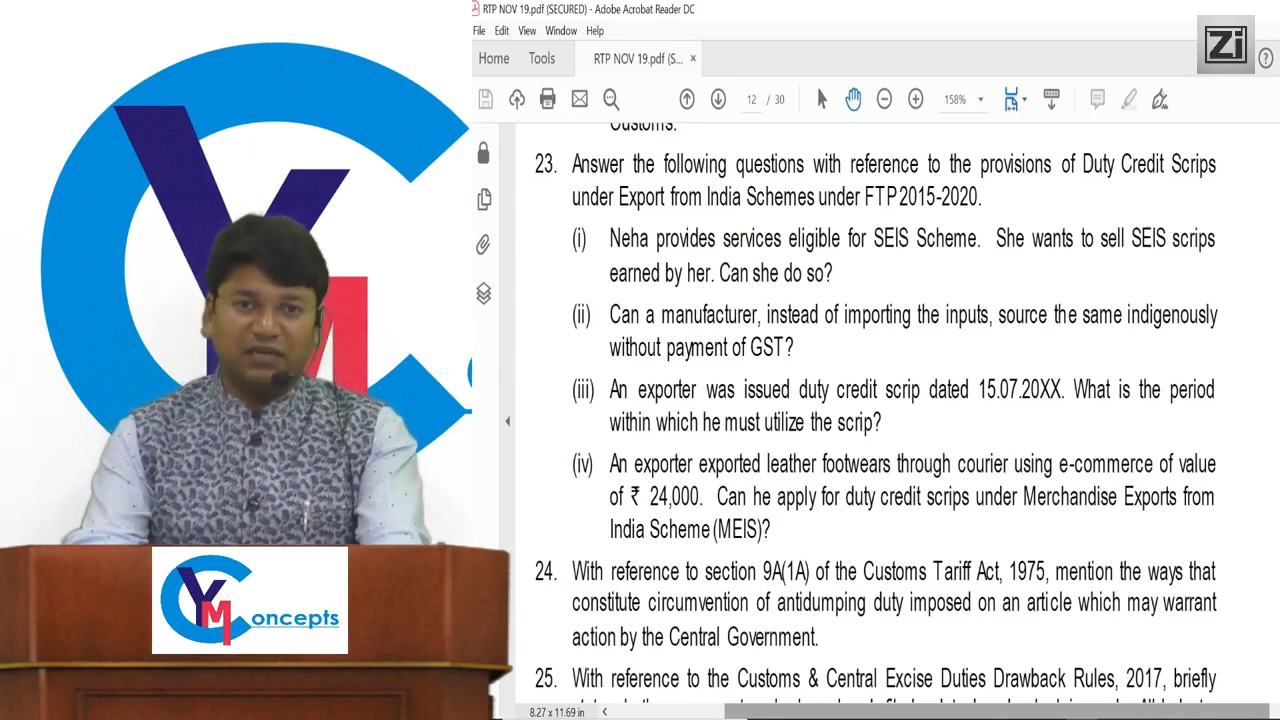 RTP NOV 19.pdf (SECURED) - Adobe Acrobat Reader DC
File Edit View Window Help
Zi
Home Tools RTP NOV 19.pdf (S... ×
?
12 / 30 158%
Customs.
23. Answer the following questions with reference to the provisions of Duty Credit Scrips
under Export from India Schemes under FTP 2015-2020.
(i) Neha provides services eligible for SEIS Scheme. She wants to sell SEIS scrips
earned by her. Can she do so?
(ii) Can a manufacturer, instead of importing the inputs, source the same indigenously
without payment of GST?
(iii) An exporter was issued duty credit scrip dated 15.07.20XX. What is the period
within which he must utilize the scrip?
(iv) An exporter exported leather footwears through courier using e-commerce of value
of ₹ 24,000. Can he apply for duty credit scrips under Merchandise Exports from
India Scheme (MEIS)?
24. With reference to section 9A(1A) of the Customs Tariff Act, 1975, mention the ways that
constitute circumvention of antidumping duty imposed on an article which may warrant
action by the Central Government.
25. With reference to the Customs & Central Excise Duties Drawback Rules, 2017, briefly
8.27 x 11.69 in
CYM
YM
Concepts